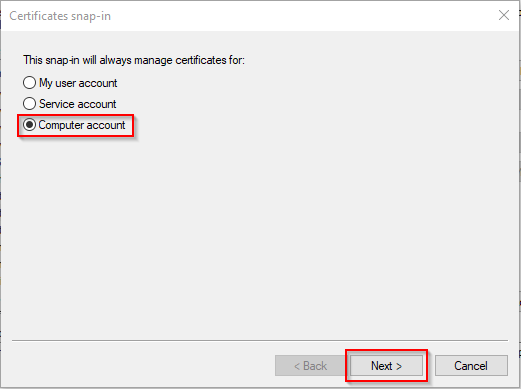 Certificates snap-in
This snap-in will always manage certificates for:
My user account
Service account
Computer account
< Back Next > Cancel